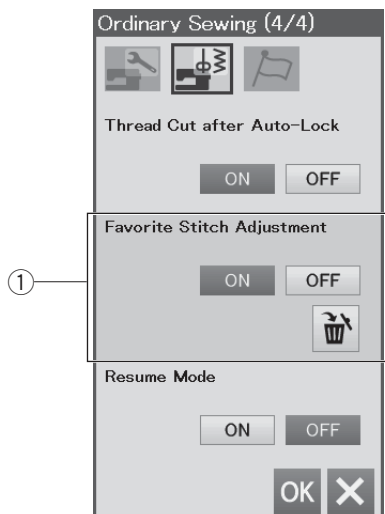 Ordinary Sewing (4/4)
Thread Cut after Auto-Lock
ON OFF
Favorite Stitch Adjustment
①
ON OFF
Resume Mode
ON OFF
OK